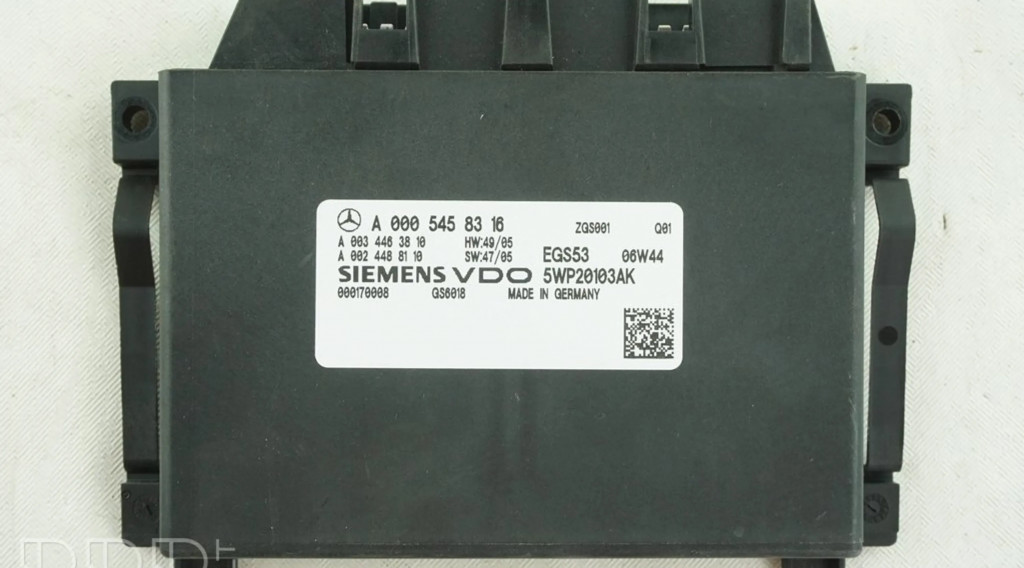 A 000 545 83 16 ZGS001 Q01
A 003 446 38 10 HW:49/05 EGS53 06W44
A 002 448 81 10 SW:47/05
SIEMENS VDO 5WP20103AK
000170008 GS6018 MADE IN GERMANY